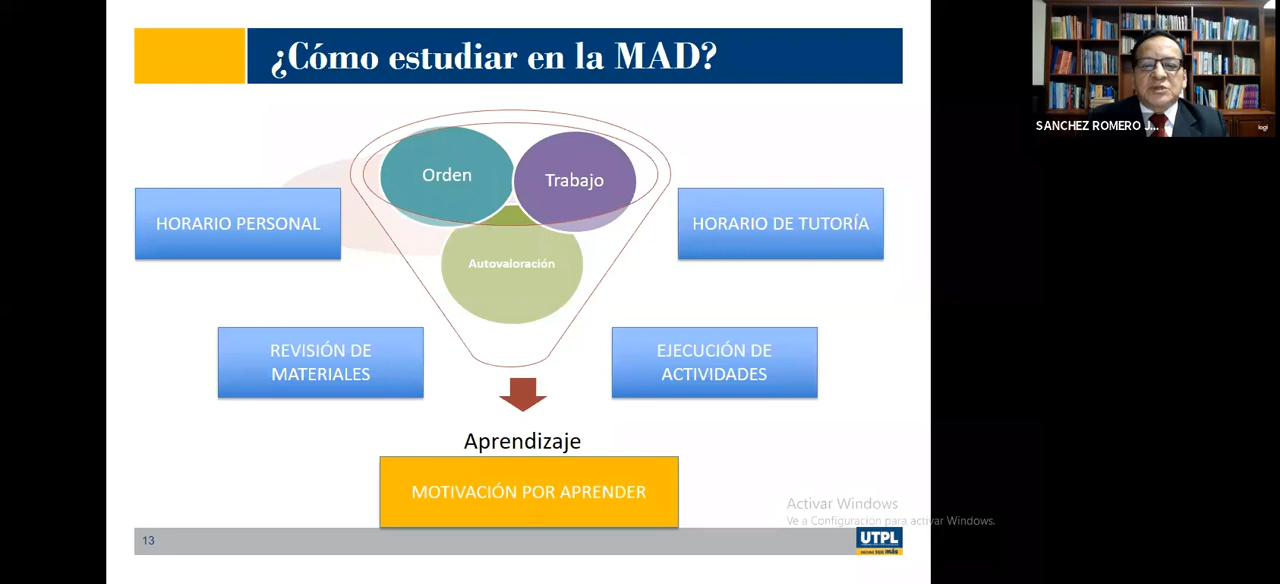 ¿Cómo estudiar en la MAD?
SANCHEZ ROMERO J...
logi
Orden
Trabajo
HORARIO PERSONAL
HORARIO DE TUTORÍA
Autovaloración
REVISIÓN DE
MATERIALES
EJECUCIÓN DE
ACTIVIDADES
Aprendizaje
MOTIVACIÓN POR APRENDER
Activar Windows
Ve a Configuración para activar Windows.
13
UTPL